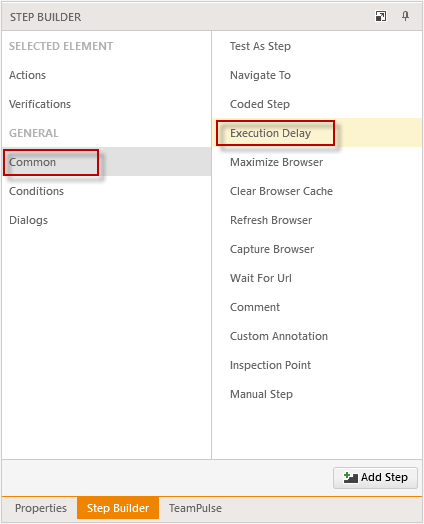 STEP BUILDER
SELECTED ELEMENT
Actions
Verifications
GENERAL
Common
Conditions
Dialogs
Test As Step
Navigate To
Coded Step
Execution Delay
Maximize Browser
Clear Browser Cache
Refresh Browser
Capture Browser
Wait For Url
Comment
Custom Annotation
Inspection Point
Manual Step
Add Step
Properties Step Builder TeamPulse